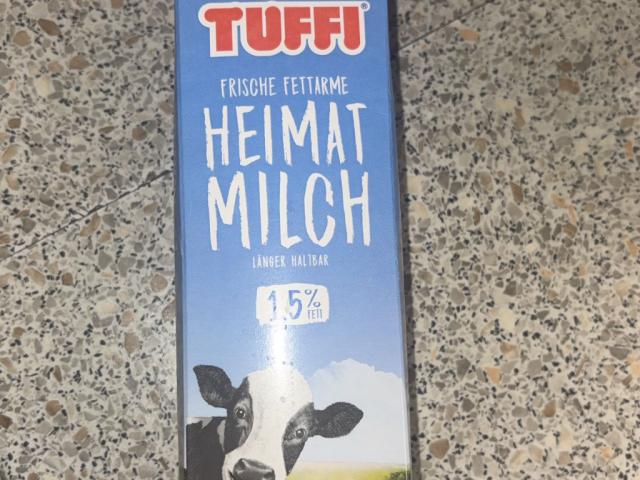 TUFFI®
FRISCHE FETTARME
HEIMAT
MILCH
LÄNGER HALTBAR
1,5%
FETT